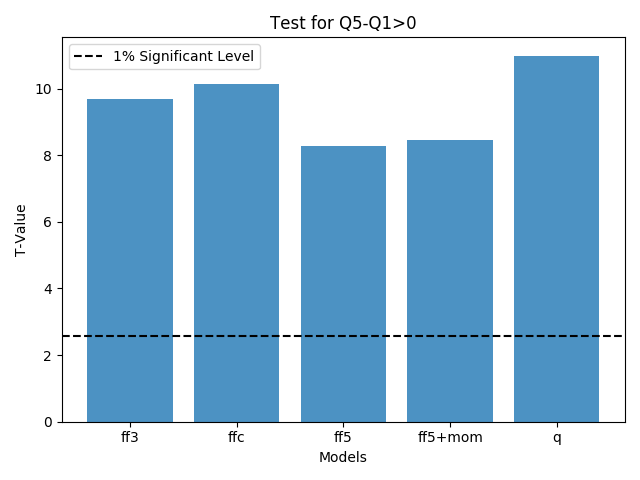 Test for Q5-Q1>0
1% Significant Level
T-Value
10
8
6
4
2
0
ff3 ffc ff5 ff5+mom q
Models